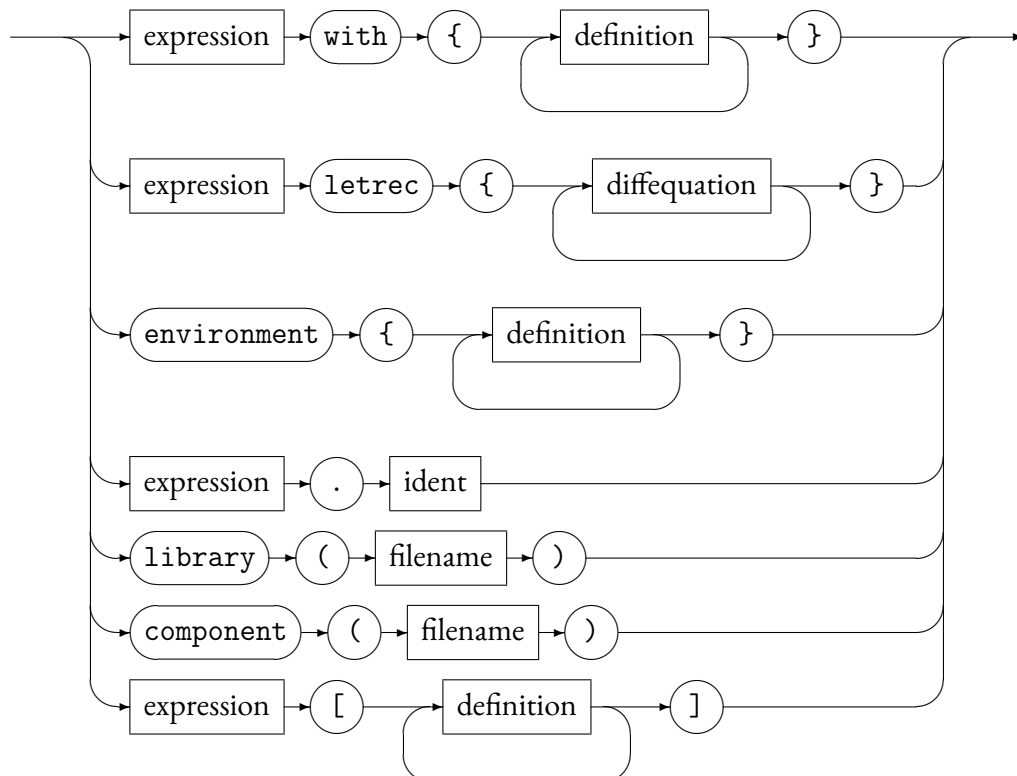 expression with { definition }
expression letrec { diffequation }
environment { definition }
expression . ident
library ( filename )
component ( filename )
expression [ definition ]